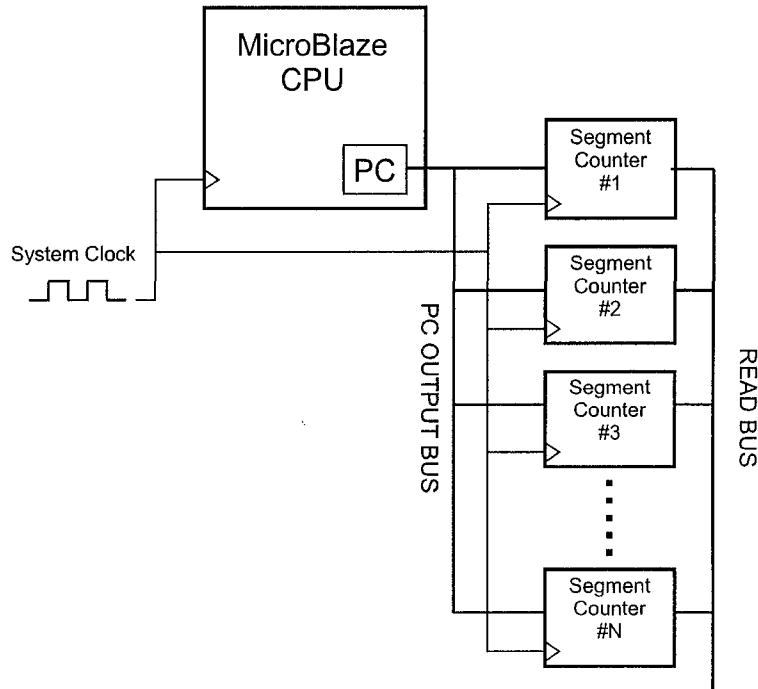 MicroBlaze
CPU
PC
System Clock
Segment
Counter
#1
Segment
Counter
#2
Segment
Counter
#3
Segment
Counter
#N
PC OUTPUT BUS
READ BUS